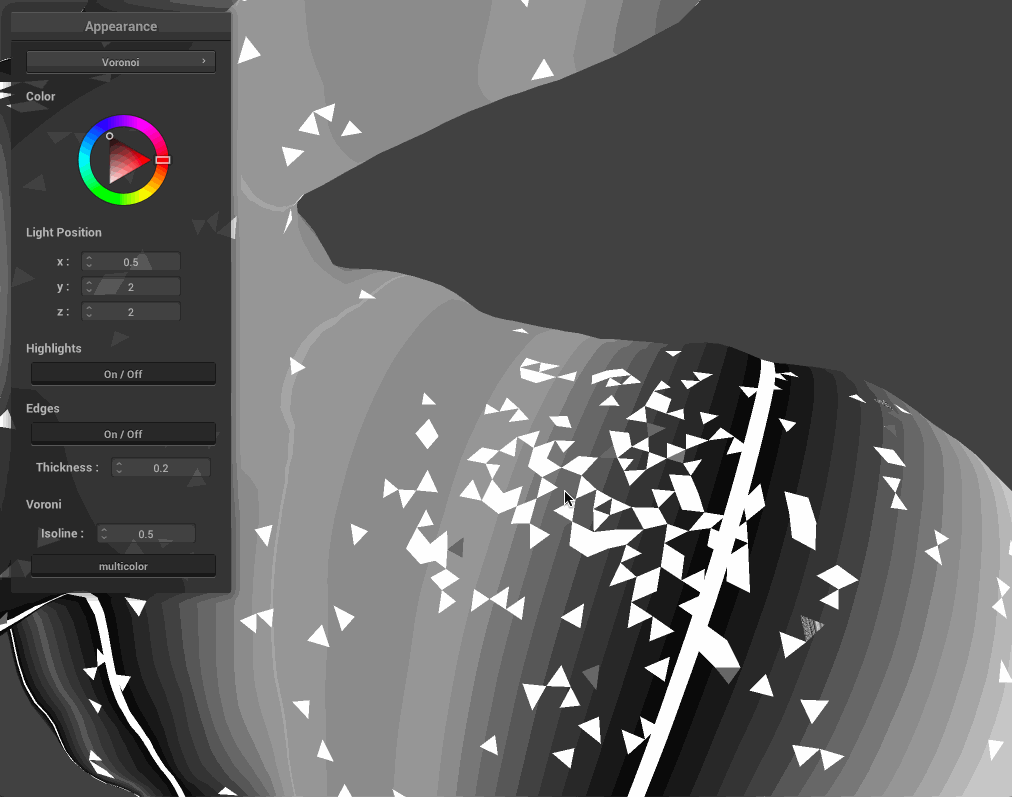 Appearance
Voronoi ›
Color
Light Position
x : 0.5
y : 2
z : 2
Highlights
On / Off
Edges
On / Off
Thickness : 0.2
Voroni
Isoline : 0.5
multicolor